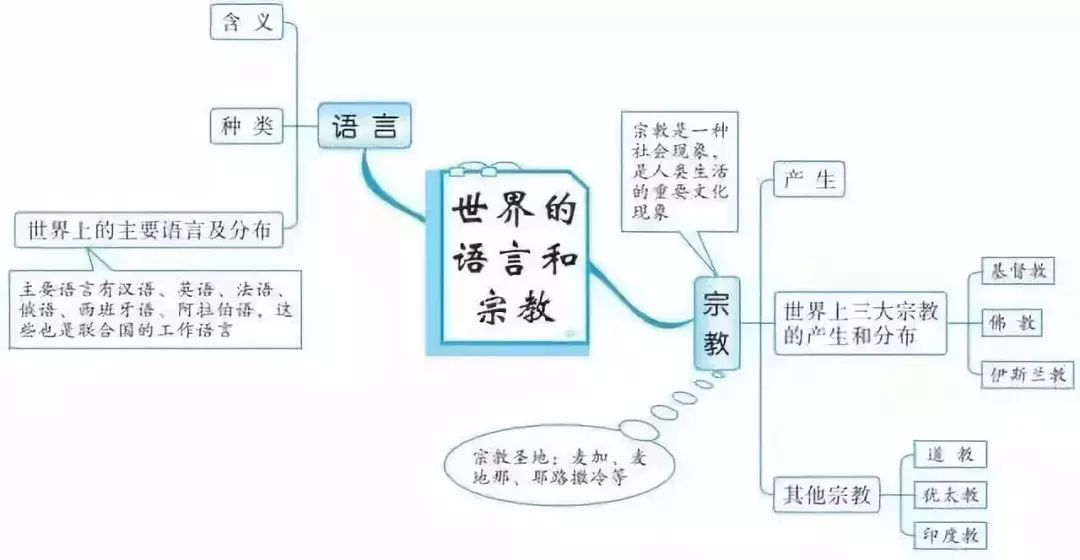 含 义
种 类
语 言
世界上的主要语言及分布
主要语言有汉语、英语、法语、
俄语、西班牙语、阿拉伯语，这
些也是联合国的工作语言
世界的
语言和
宗教
宗教是一种
社会现象，
是人类生活
的重要文化
现象
宗
教
宗教圣地：麦加、麦
地那、耶路撒冷等
产 生
世界上三大宗教
的产生和分布
基督教
佛 教
伊斯兰教
其他宗教
道 教
犹太教
印度教